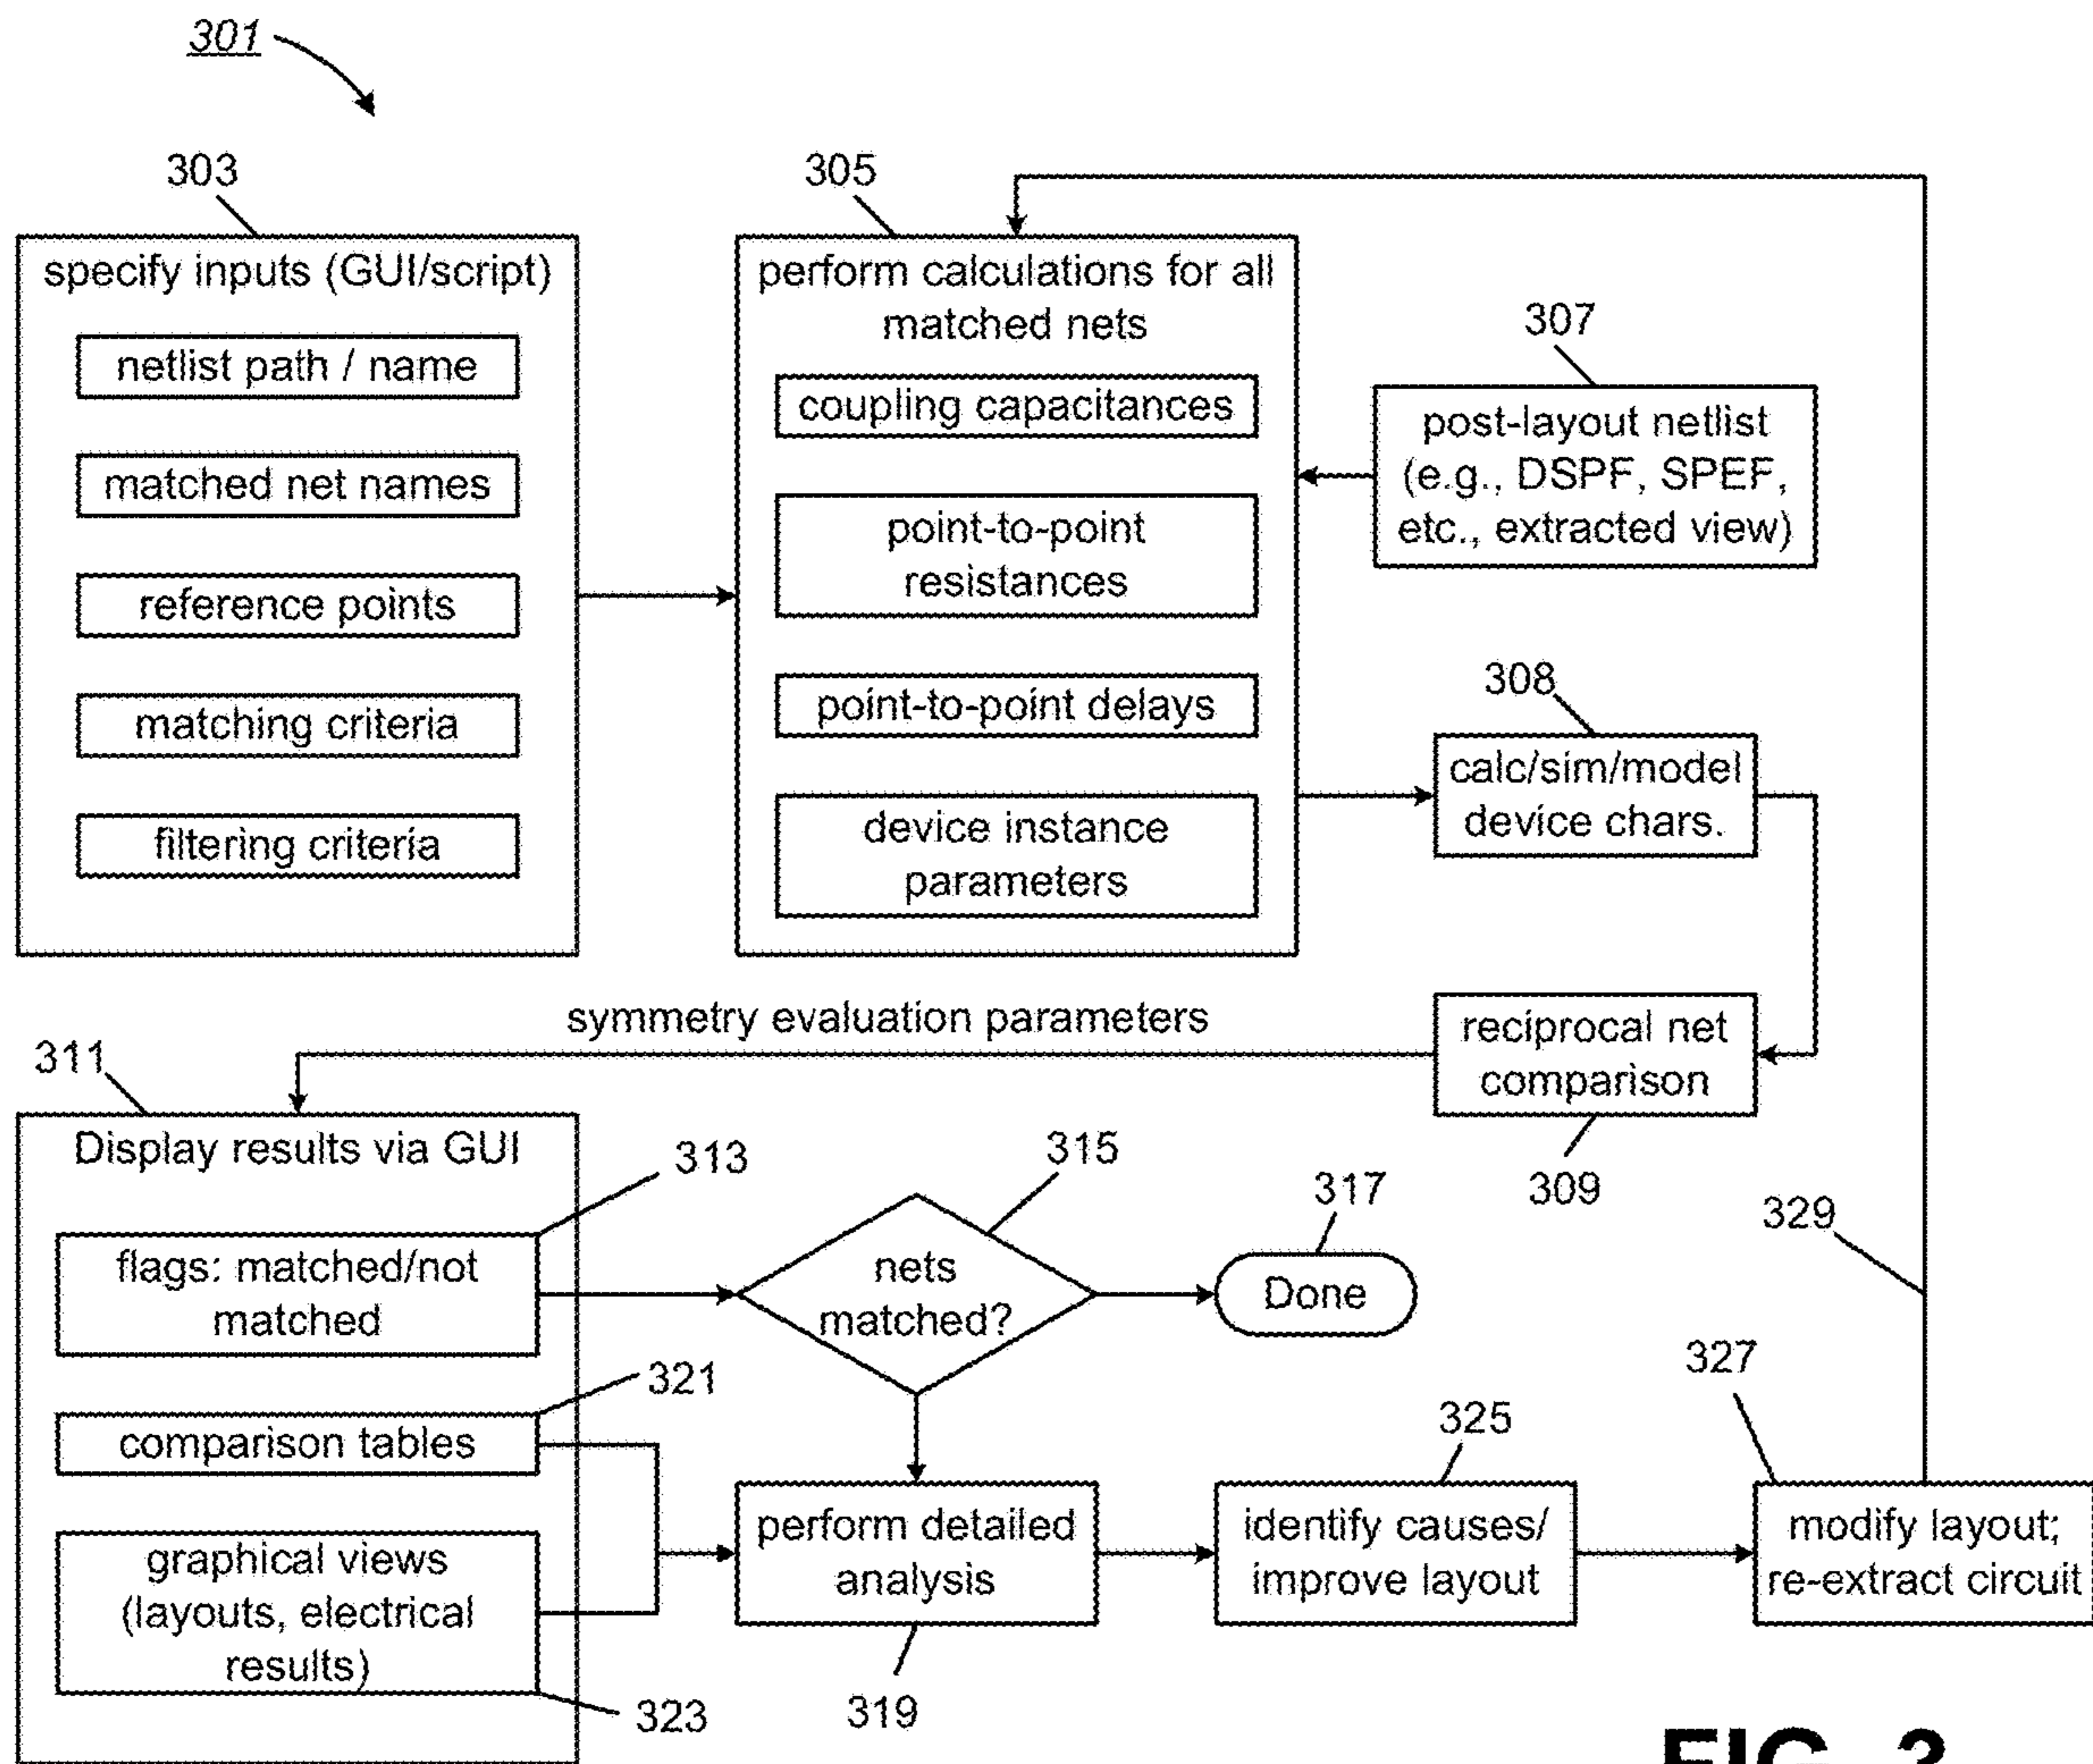 301
303
specify inputs (GUI/script)
netlist path / name
matched net names
reference points
matching criteria
filtering criteria
305
perform calculations for all
matched nets
coupling capacitances
point-to-point
resistances
point-to-point delays
device instance
parameters
307
post-layout netlist
(e.g., DSPF, SPEF,
etc., extracted view)
308
calc/sim/model
device chars.
reciprocal net
comparison
309
symmetry evaluation parameters
311
Display results via GUI
313
flags: matched/not
matched
315
nets
matched?
317
Done
321
comparison tables
graphical views
(layouts, electrical
results)
323
perform detailed
analysis
319
325
identify causes/
improve layout
327
modify layout;
re-extract circuit
329
FIG. 3